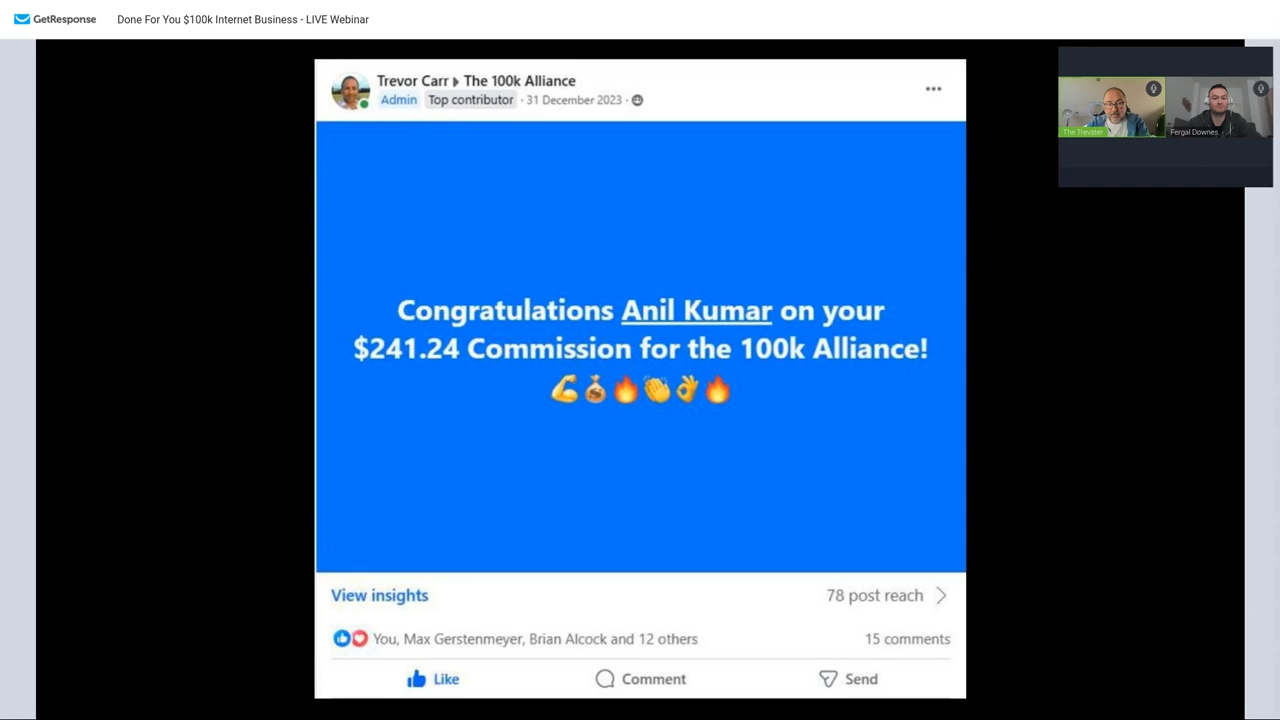 GetResponse Done For You $100k Internet Business - LIVE Webinar
Trevor Carr The 100k Alliance
Admin Top contributor · 31 December 2023 ·
The Trevster Fergal Downes
Congratulations Anil Kumar on your
$241.24 Commission for the 100k Alliance!
View insights 78 post reach
You, Max Gerstenmeyer, Brian Alcock and 12 others 15 comments
Like Comment Send